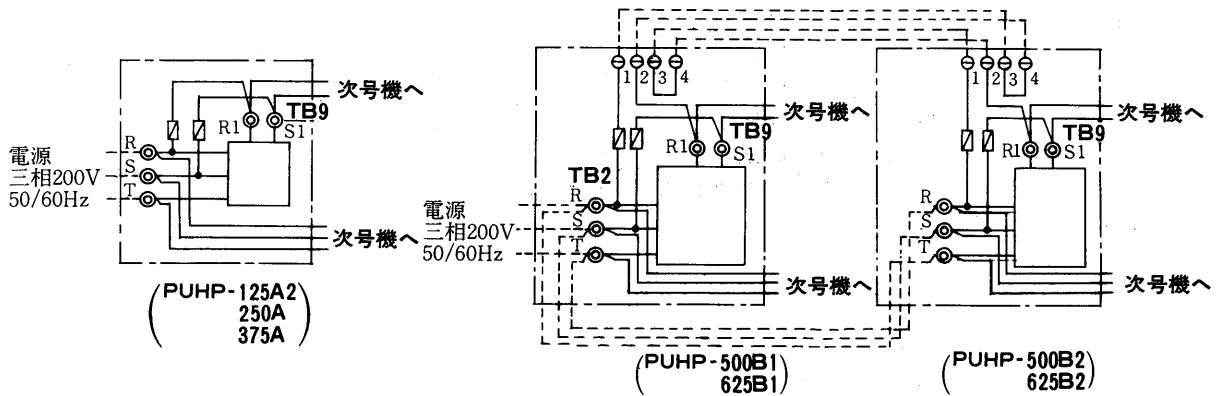 次号機へ
TB9
R1
S1
R
電源
S
三相200V
T
50/60Hz
次号機へ
PUHP-125A2
250A
375A
1
2
3
4
次号機へ
TB9
R1
S1
TB2
R
電源
S
三相200V
T
50/60Hz
次号機へ
PUHP-500B1
625B1
1
2
3
4
次号機へ
TB9
R1
S1
R
S
T
次号機へ
PUHP-500B2
625B2